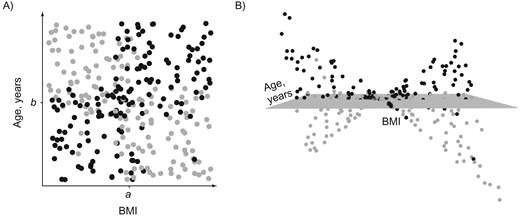 A)
Age, years
b
a
BMI
B)
Age,
years
BMI